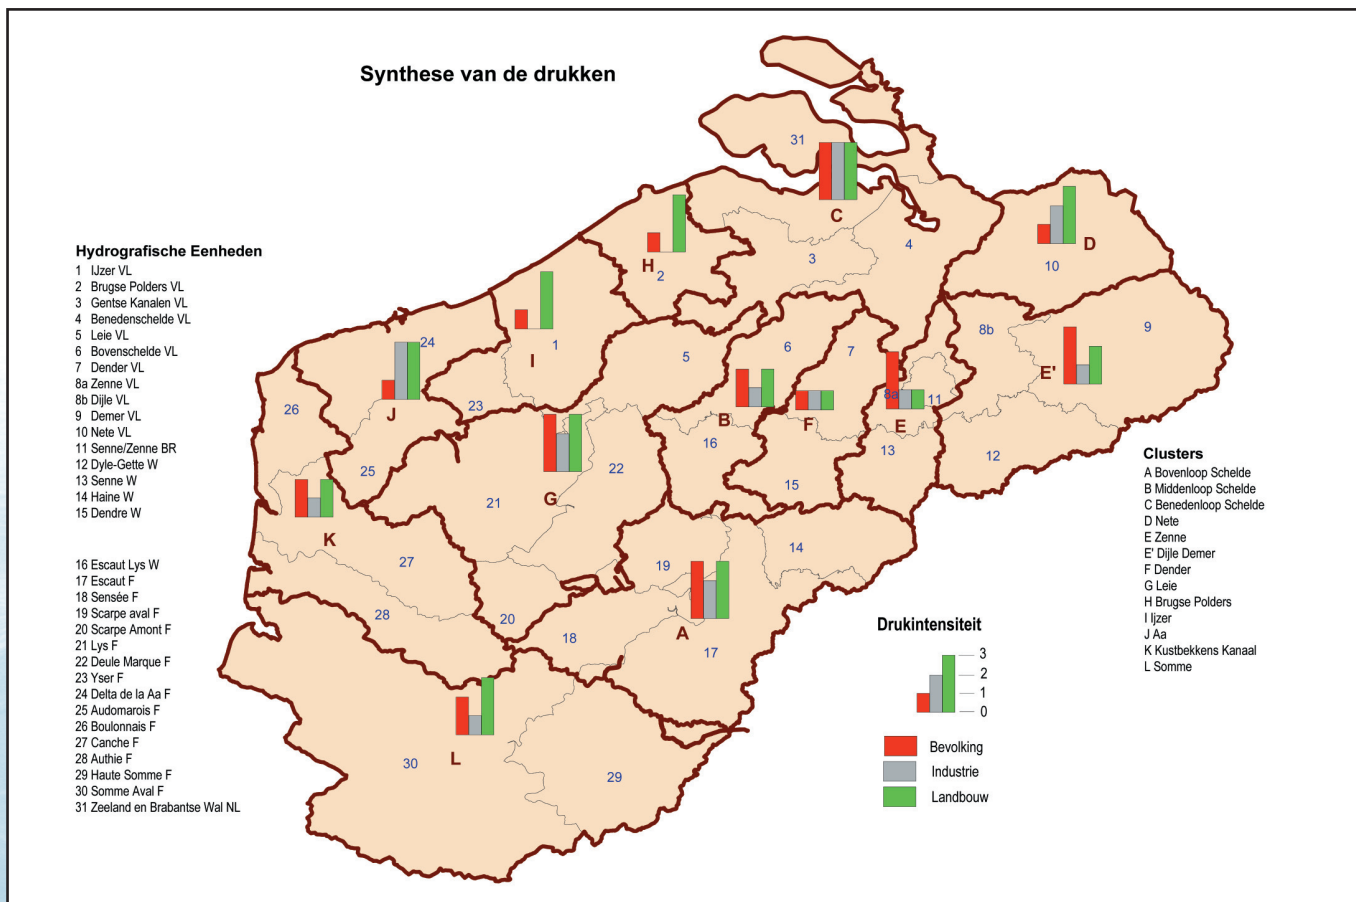 Synthese van de drukken
Hydrografische Eenheden
1 IJzer VL
2 Brugse Polders VL
3 Gentse Kanalen VL
4 Benedenschelde VL
5 Leie VL
6 Bovenschelde VL
7 Dender VL
8a Zenne VL
8b Dijle VL
9 Demer VL
10 Nete VL
11 Senne/Zenne BR
12 Dyle-Gette W
13 Senne W
14 Haine W
15 Dendre W
16 Escaut Lys W
17 Escaut F
18 Sensée F
19 Scarpe aval F
20 Scarpe Amont F
21 Lys F
22 Deule Marque F
23 Yser F
24 Delta de la Aa F
25 Audomarois F
26 Boulonnais F
27 Canche F
28 Authie F
29 Haute Somme F
30 Somme Aval F
31 Zeeland en Brabantse Wal NL
31
C
4
3
H
2
D
10
I
1
24
J
23
26
25
K
5
6
7
B
F
8a
11
E
8b
9
E'
16
15
13
12
G
22
21
27
28
20
19
14
18
A
17
L
30
29
Clusters
A Bovenloop Schelde
B Middenloop Schelde
C Benedenloop Schelde
D Nete
E Zenne
E' Dijle Demer
F Dender
G Leie
H Brugse Polders
I Ijzer
J Aa
K Kustbekkens Kanaal
L Somme
Drukintensiteit
3
2
1
0
Bevolking
Industrie
Landbouw